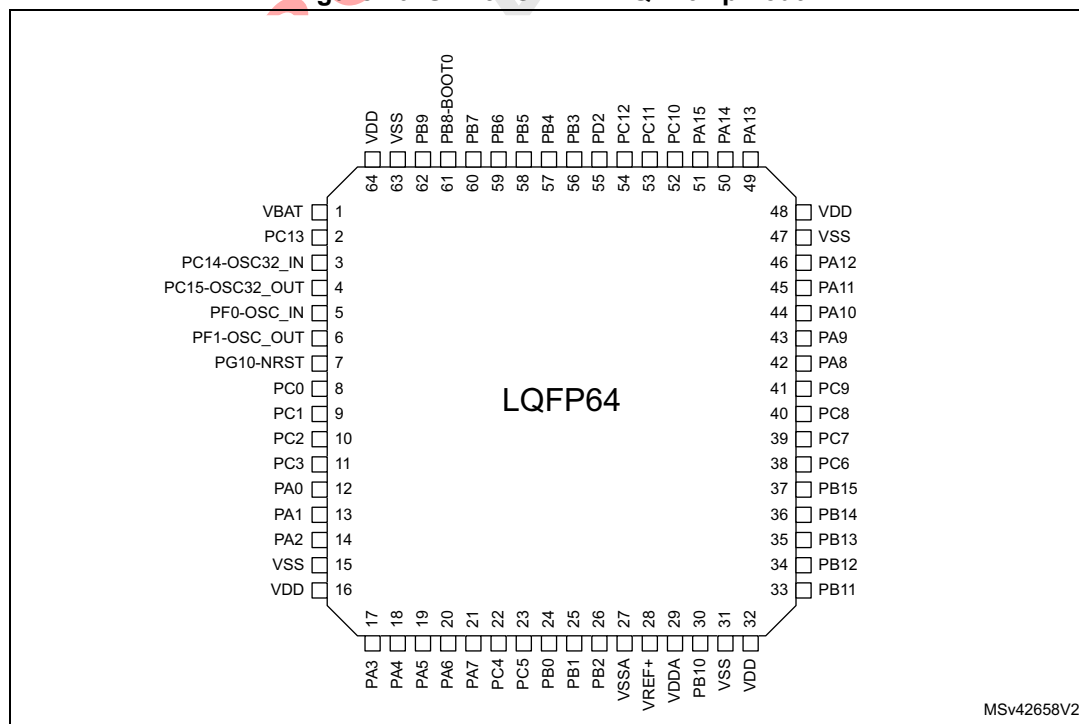 VDD
VSS
PB9
PB8-BOOT0
PB7
PB6
PB5
PB4
PB3
PD2
PC12
PC11
PC10
PA15
PA14
PA13
64
63
62
61
60
59
58
57
56
55
54
53
52
51
50
49
VBAT 1
PC13 2
PC14-OSC32_IN 3
PC15-OSC32_OUT 4
PF0-OSC_IN 5
PF1-OSC_OUT 6
PG10-NRST 7
PC0 8
PC1 9
PC2 10
PC3 11
PA0 12
PA1 13
PA2 14
VSS 15
VDD 16
LQFP64
48 VDD
47 VSS
46 PA12
45 PA11
44 PA10
43 PA9
42 PA8
41 PC9
40 PC8
39 PC7
38 PC6
37 PB15
36 PB14
35 PB13
34 PB12
33 PB11
17
18
19
20
21
22
23
24
25
26
27
28
29
30
31
32
PA3
PA4
PA5
PA6
PA7
PC4
PC5
PB0
PB1
PB2
VSSA
VREF+
VDDA
PB10
VSS
VDD
MSv42658V2